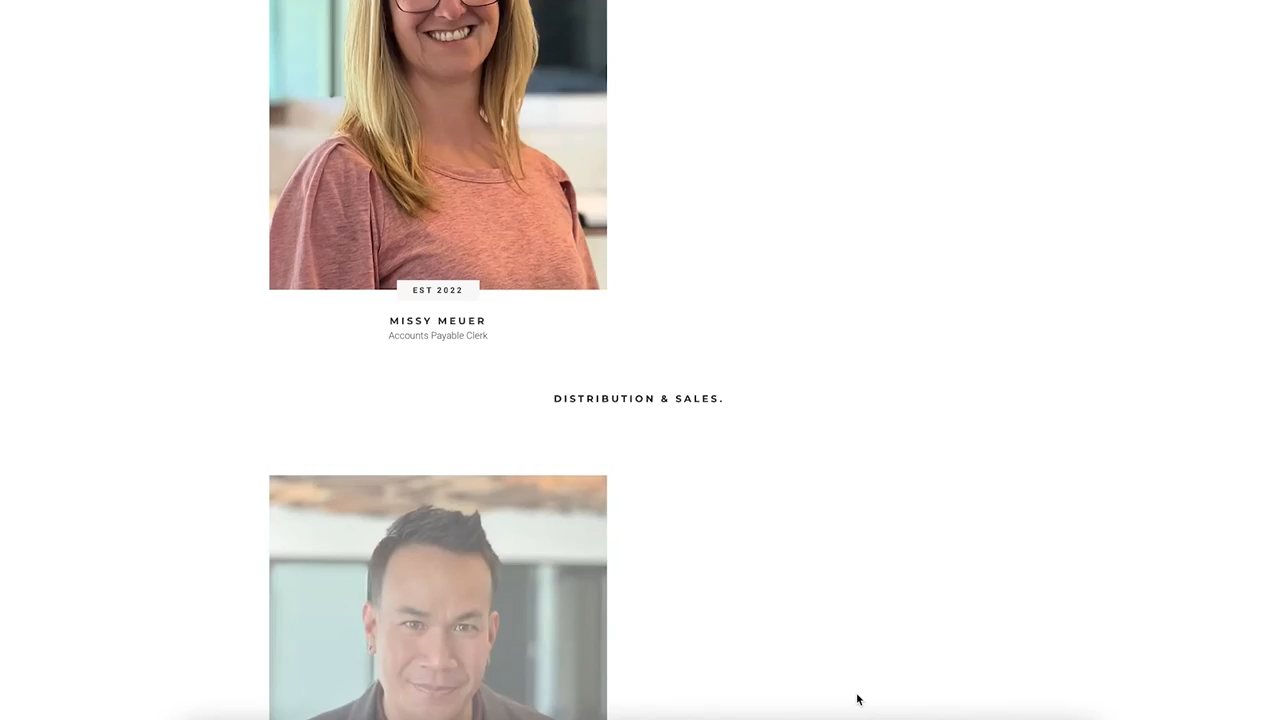 EST 2022
MISSY MEUER
Accounts Payable Clerk
DISTRIBUTION & SALES.